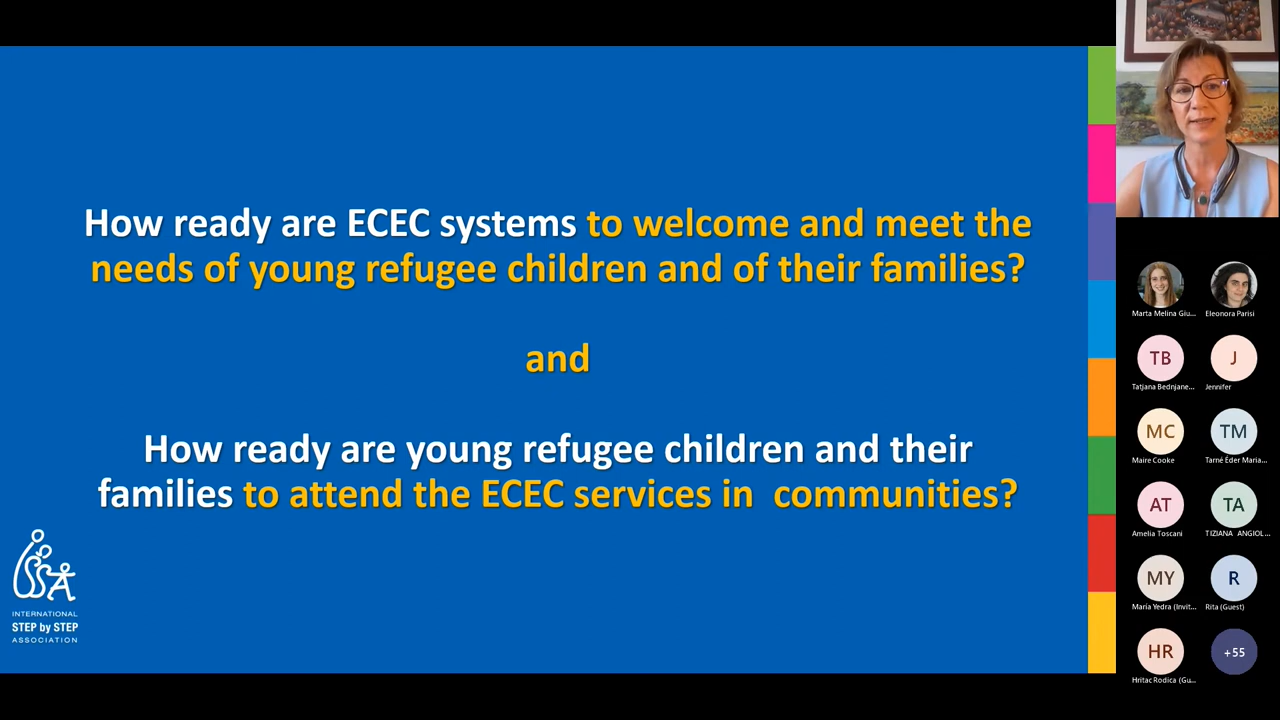 How ready are ECEC systems to welcome and meet the
needs of young refugee children and of their families?
and
How ready are young refugee children and their
families to attend the ECEC services in communities?
ISSA
INTERNATIONAL
STEP by STEP
ASSOCIATION
Marta Melina Giu...
Eleonora Parisi
TB
J
Tatjana Bednjane...
Jennifer
MC
TM
Maire Cooke
Tarné Éder Maria...
AT
TA
Amelia Toscani
TIZIANA ANGIOL...
MY
R
María Yedra (Invit...
Rita (Guest)
HR
+55
Hritac Rodica (Gu...